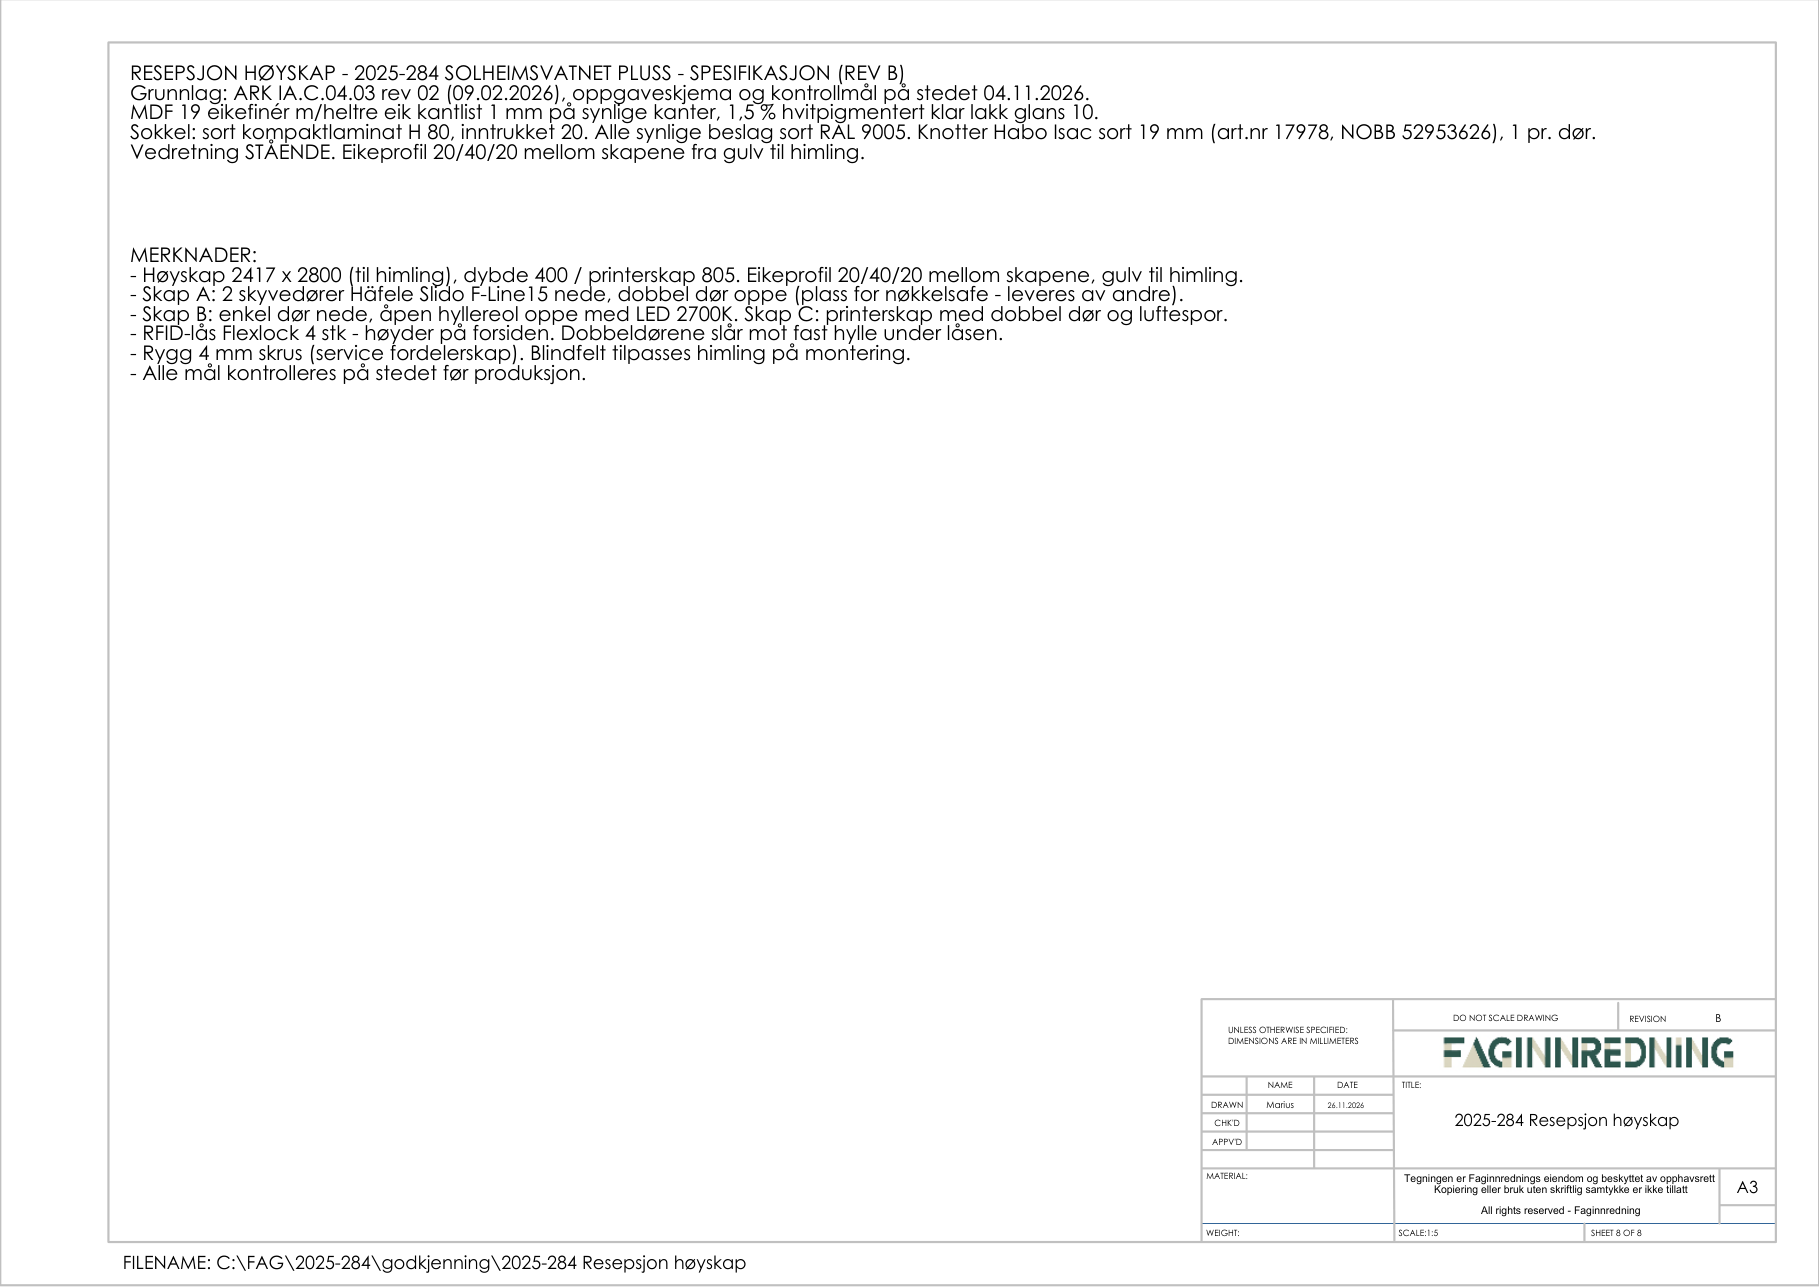 RESEPSJON HØYSKAP - 2025-284 SOLHEIMSVATNET PLUSS - SPESIFIKASJON (REV B)
Grunnlag: ARK IA.C.04.03 rev 02 (09.02.2026), oppgaveskjema og kontrollmål på stedet 04.11.2026.
MDF 19 eikefinér m/heltre eik kantlist 1 mm på synlige kanter, 1,5 % hvitpigmentert klar lakk glans 10.
Sokkel: sort kompaktlaminat H 80, inntrukket 20. Alle synlige beslag sort RAL 9005. Knotter Habo Isac sort 19 mm (art.nr 17978, NOBB 52953626), 1 pr. dør.
Vedretning STÅENDE. Eikeprofil 20/40/20 mellom skapene fra gulv til himling.
MERKNADER:
- Høyskap 2417 x 2800 (til himling), dybde 400 / printerskap 805. Eikeprofil 20/40/20 mellom skapene, gulv til himling.
- Skap A: 2 skyvedører Häfele Slido F-Line15 nede, dobbel dør oppe (plass for nøkkelsafe - leveres av andre).
- Skap B: enkel dør nede, åpen hyllereol oppe med LED 2700K. Skap C: printerskap med dobbel dør og luftespor.
- RFID-lås Flexlock 4 stk - høyder på forsiden. Dobbeldørene slår mot fast hylle under låsen.
- Rygg 4 mm skrus (service fordelerskap). Blindfelt tilpasses himling på montering.
- Alle mål kontrolleres på stedet før produksjon.
UNLESS OTHERWISE SPECIFIED:
DIMENSIONS ARE IN MILLIMETERS
DO NOT SCALE DRAWING
REVISION B
FAGINNREDNING
NAME DATE
DRAWN Marius 26.11.2026
CHK'D
APPV'D
TITLE:
2025-284 Resepsjon høyskap
MATERIAL:
Tegningen er Faginnrednings eiendom og beskyttet av opphavsrett
Kopiering eller bruk uten skriftlig samtykke er ikke tillatt
All rights reserved - Faginnredning
A3
WEIGHT:
SCALE:1:5
SHEET 8 OF 8
FILENAME: C:\FAG\2025-284\godkjenning\2025-284 Resepsjon høyskap